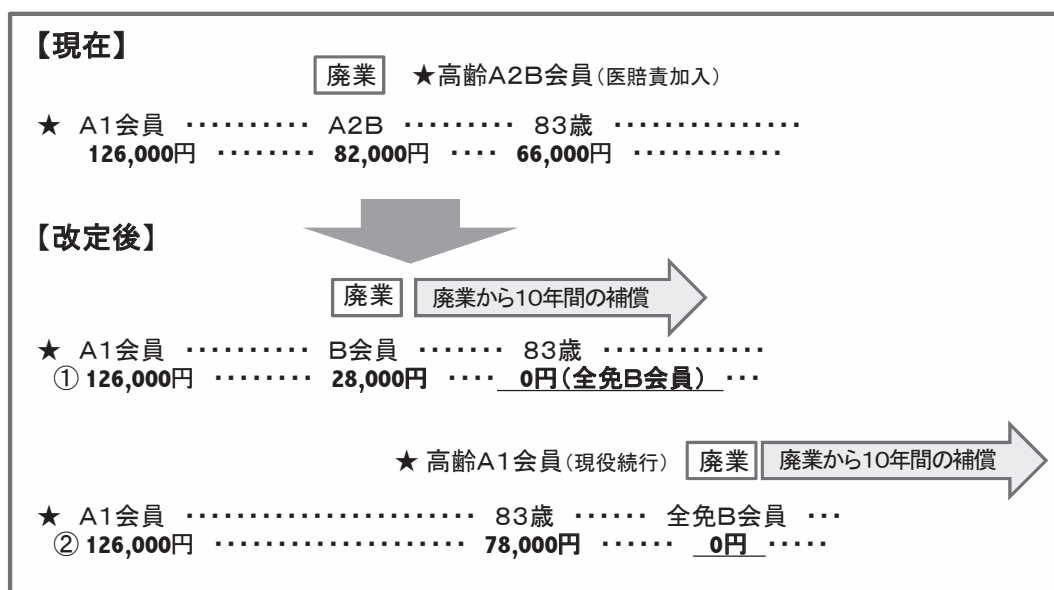 【現在】
廃業 ★高齢A2B会員(医賠責加入)
★ A1会員 ・・・・・・・・・・ A2B ・・・・・・・・・ 83歳 ・・・・・・・・・・・・・・・
126,000円 ・・・・・・・・ 82,000円 ・・・・ 66,000円 ・・・・・・・・・・・・
【改定後】
廃業 廃業から10年間の補償
★ A1会員 ・・・・・・・・・・ B会員 ・・・・・・・ 83歳 ・・・・・・・・・・・・・
① 126,000円 ・・・・・・・・ 28,000円 ・・・・ 0円(全免B会員) ・・・
★ 高齢A1会員(現役続行) 廃業 廃業から10年間の補償
★ A1会員 ・・・・・・・・・・・・・・・・・・・・・・・ 83歳 ・・・・・・ 全免B会員 ・・・
② 126,000円 ・・・・・・・・・・・・・・・・・・・・ 78,000円 ・・・・・・ 0円 ・・・・・